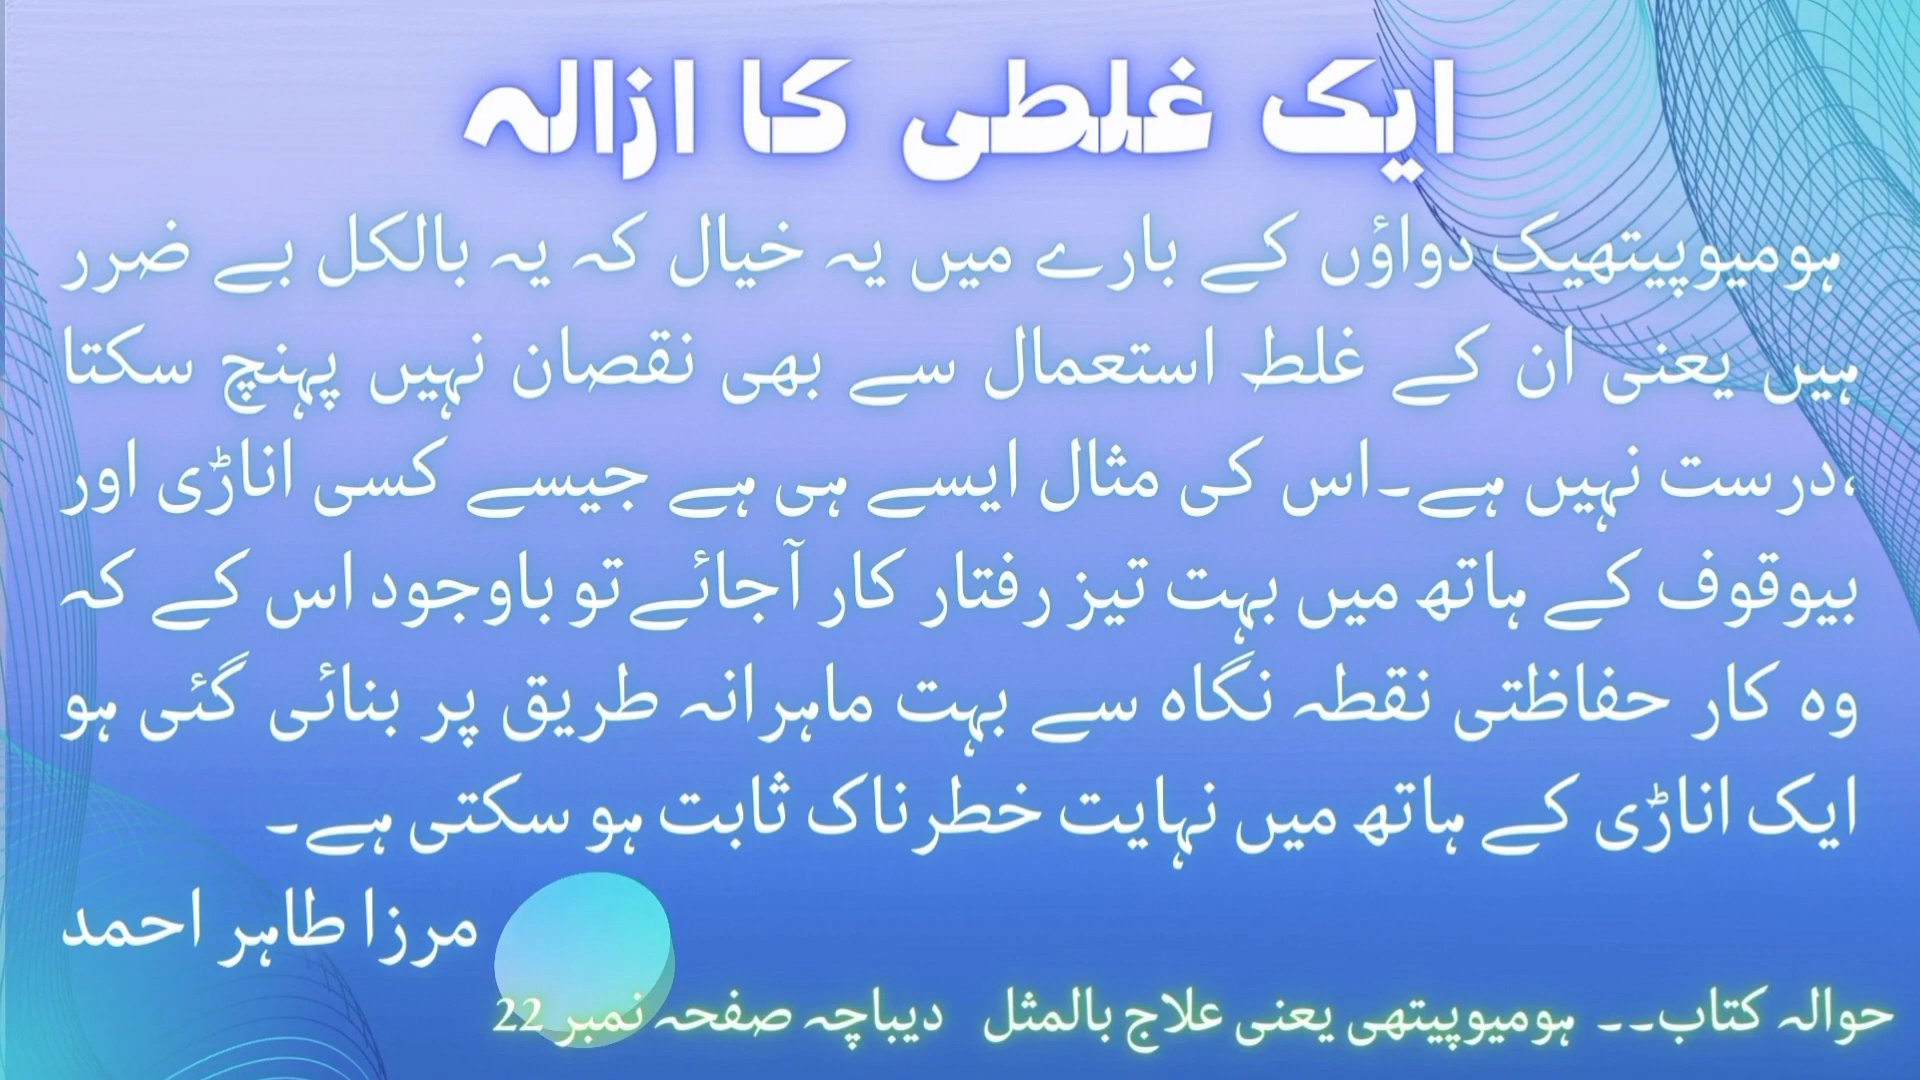 ایک غلطی کا ازالہ
ہومیوپیتھیک دواؤں کے بارے میں یہ خیال کہ یہ بالکل بے ضرر
ہیں یعنی ان کے غلط استعمال سے بھی نقصان نہیں پہنچ سکتا
،درست نہیں ہے۔اس کی مثال ایسے ہی ہے جیسے کسی اناڑی اور
بیوقوف کے ہاتھ میں بہت تیز رفتار کار آجائے تو باوجود اس کے کہ
وہ کار حفاظتی نقطہ نگاہ سے بہت ماہرانہ طریق پر بنائی گئی ہو
ایک اناڑی کے ہاتھ میں نہایت خطرناک ثابت ہو سکتی ہے۔
مرزا طاہر احمد
حوالہ کتاب۔۔ ہومیوپیتھی یعنی علاج بالمثل دیباچہ صفحہ نمبر 22